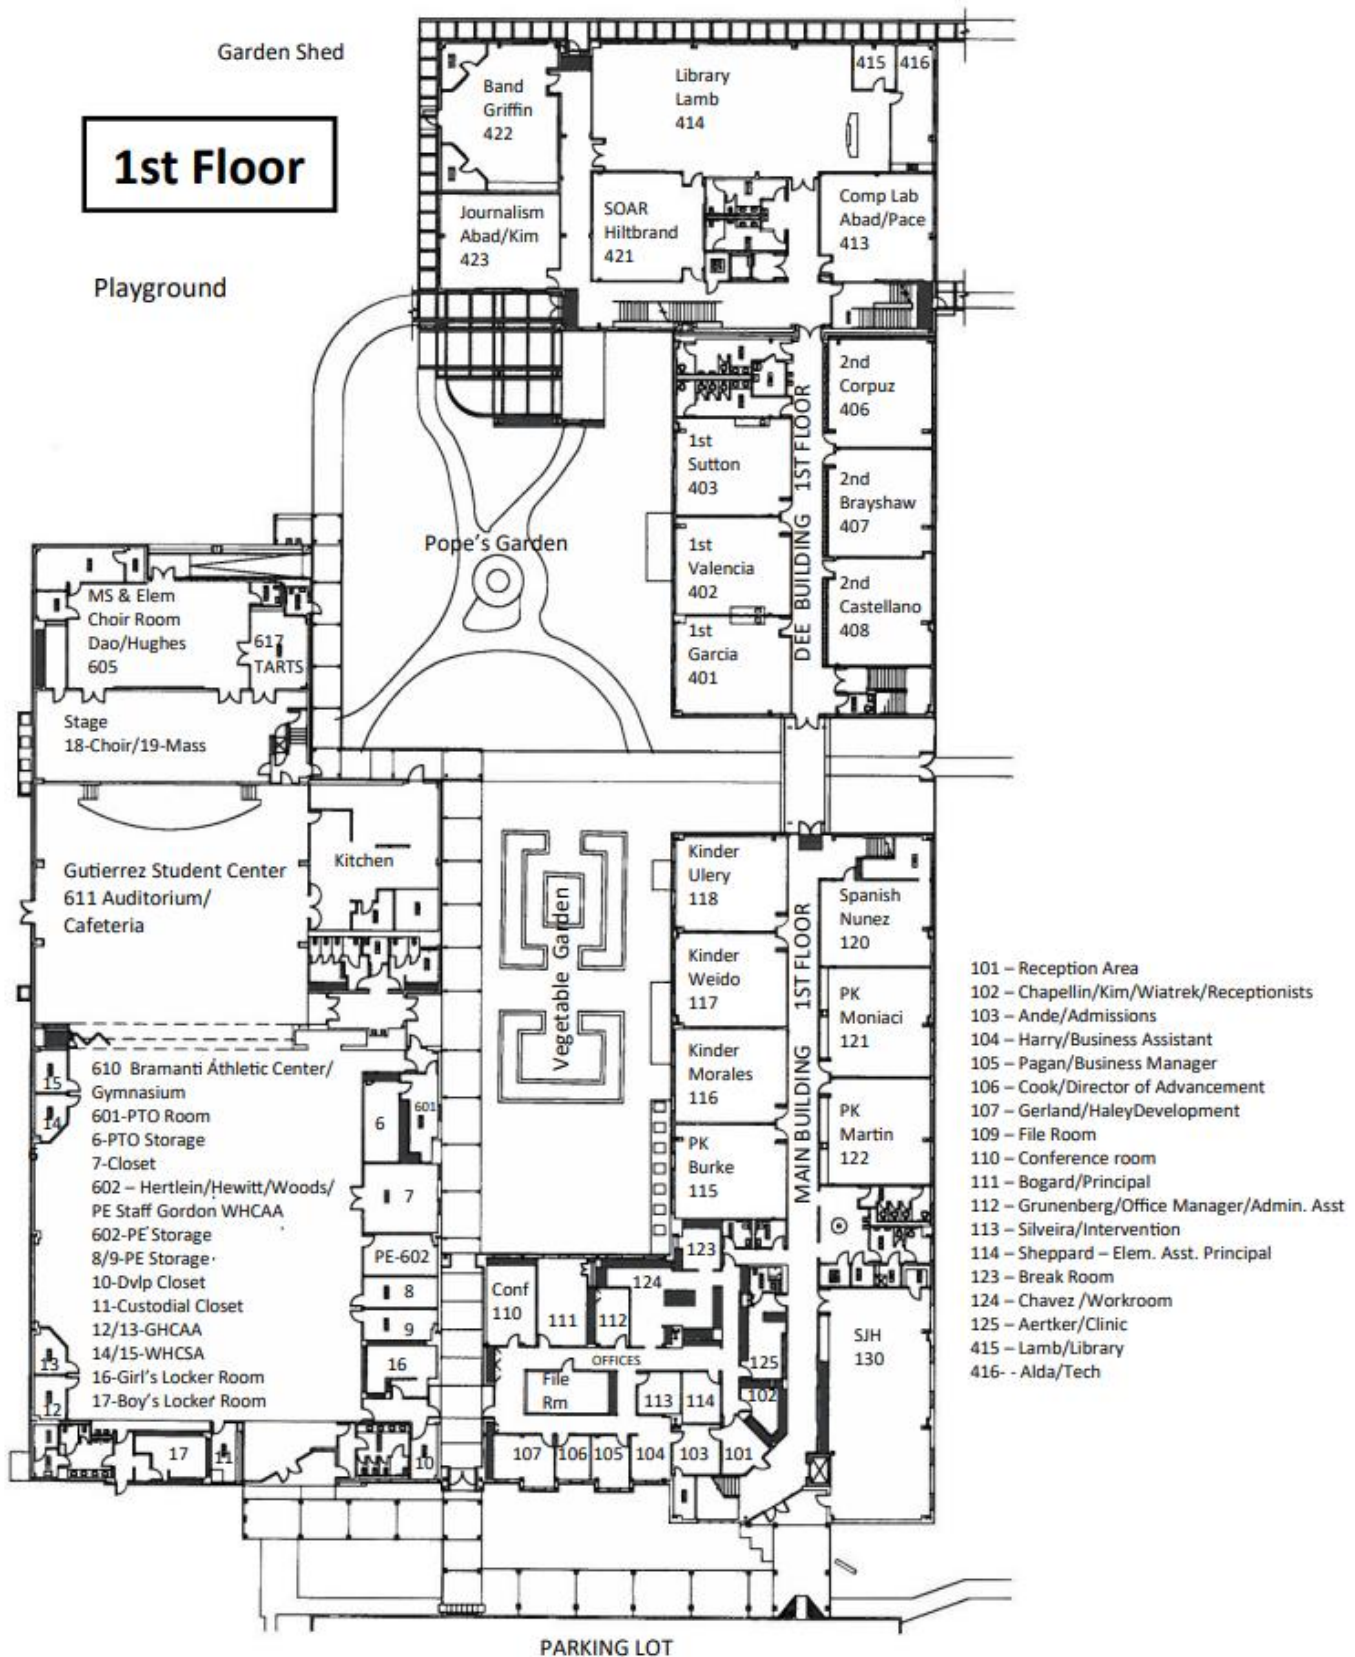 Garden Shed
1st Floor
Playground
Band
Griffin
422
Library
Lamb
414
415
416
Journalism
Abad/Kim
423
SOAR
Hiltbrand
421
Comp Lab
Abad/Pace
413
2nd
Corpuz
406
1st
Sutton
403
2nd
Brayshaw
407
1st
Valencia
402
2nd
Castellano
408
1st
Garcia
401
DEE BUILDING 1ST FLOOR
Pope's Garden
MS & Elem
Choir Room
Dao/Hughes
605
617
TARTS
Stage
18-Choir/19-Mass
Gutierrez Student Center
611 Auditorium/
Cafeteria
Kitchen
Vegetable Garden
Kinder
Ulery
118
Spanish
Nunez
120
Kinder
Weido
117
PK
Moniaci
121
Kinder
Morales
116
PK
Martin
122
PK
Burke
115
MAIN BUILDING 1ST FLOOR
15
14
6
610 Bramanti Athletic Center/
Gymnasium
601-PTO Room
6-PTO Storage
7-Closet
602 – Hertlein/Hewitt/Woods/
PE Staff Gordon WHCAA
602-PE Storage
8/9-PE Storage
10-Dvlp Closet
11-Custodial Closet
12/13-GHCAA
14/15-WHCSA
16-Girl's Locker Room
17-Boy's Locker Room
6
601
7
PE-602
8
9
16
13
12
17
11
10
123
124
Conf
110
111
112
OFFICES
125
File
Rm
113
114
102
107
106
105
104
103
101
SJH
130
101 – Reception Area
102 – Chapellin/Kim/Wiatrek/Receptionists
103 – Ande/Admissions
104 – Harry/Business Assistant
105 – Pagan/Business Manager
106 – Cook/Director of Advancement
107 – Gerland/HaleyDevelopment
109 – File Room
110 – Conference room
111 – Bogard/Principal
112 – Grunenberg/Office Manager/Admin. Asst
113 – Silveira/Intervention
114 – Sheppard – Elem. Asst. Principal
123 – Break Room
124 – Chavez /Workroom
125 – Aertker/Clinic
415 – Lamb/Library
416- - Alda/Tech
PARKING LOT